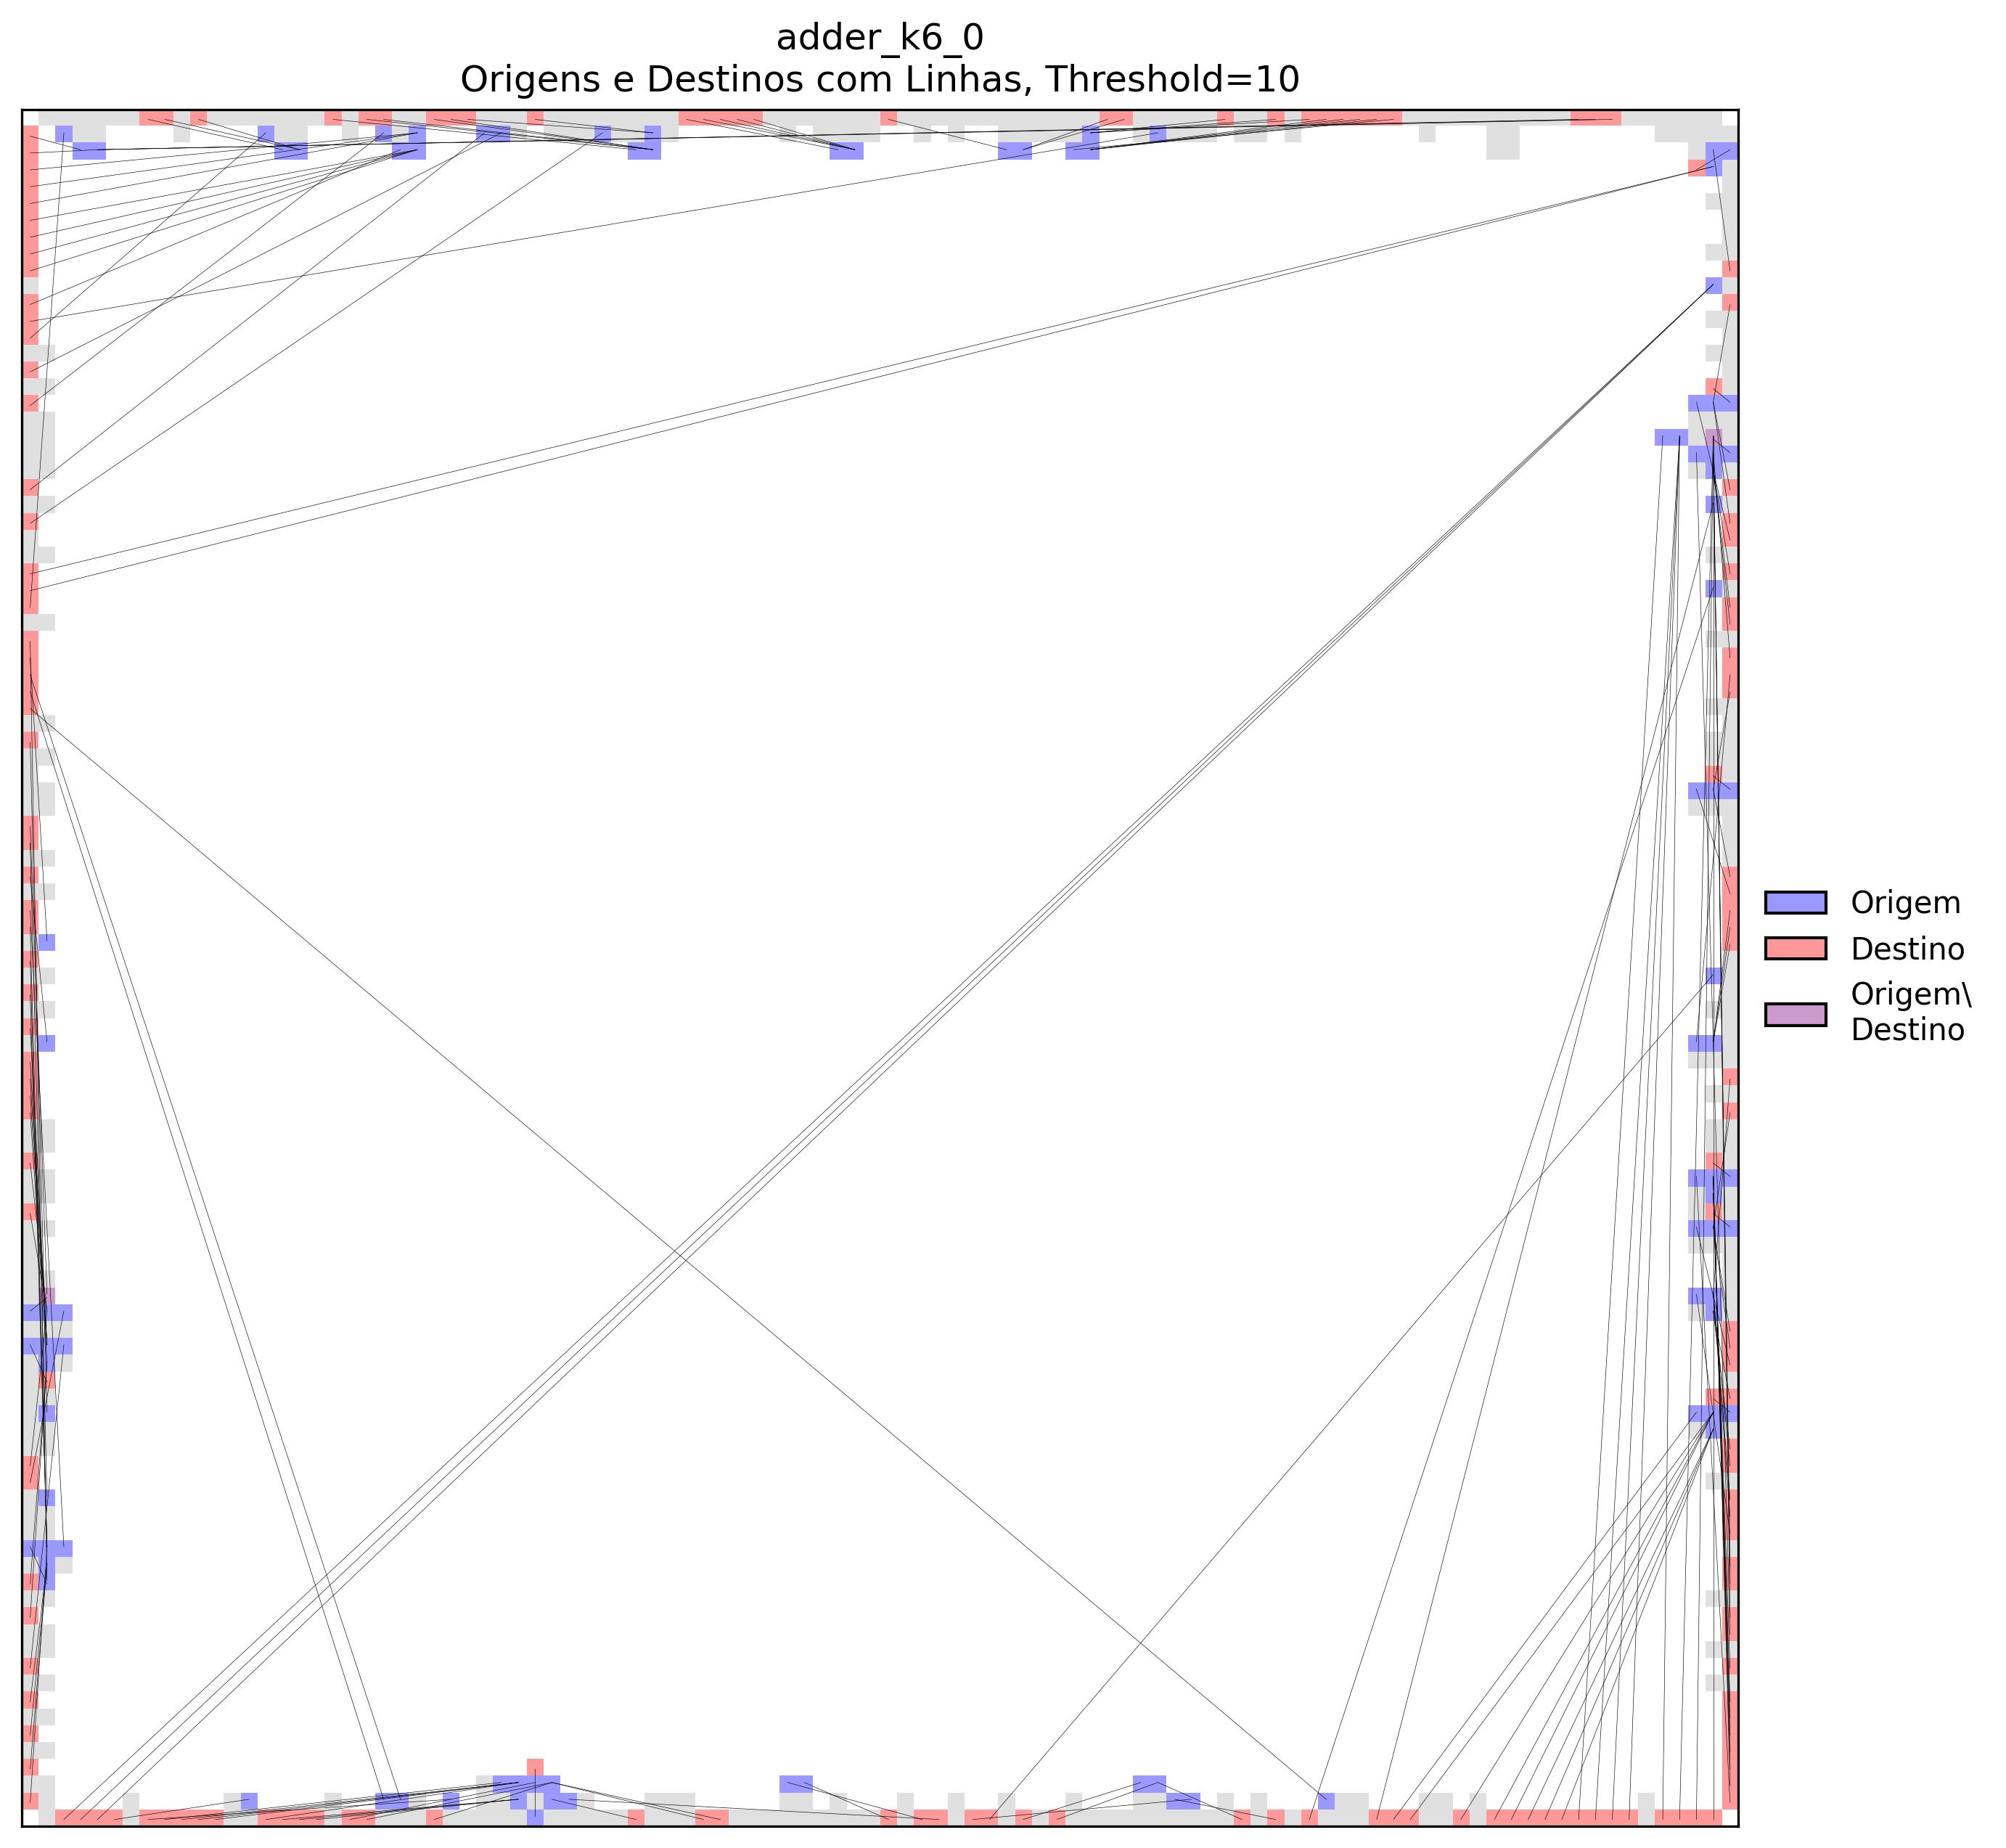 adder_k6_0
Origens e Destinos com Linhas, Threshold=10
Origem
Destino
Origem\
Destino